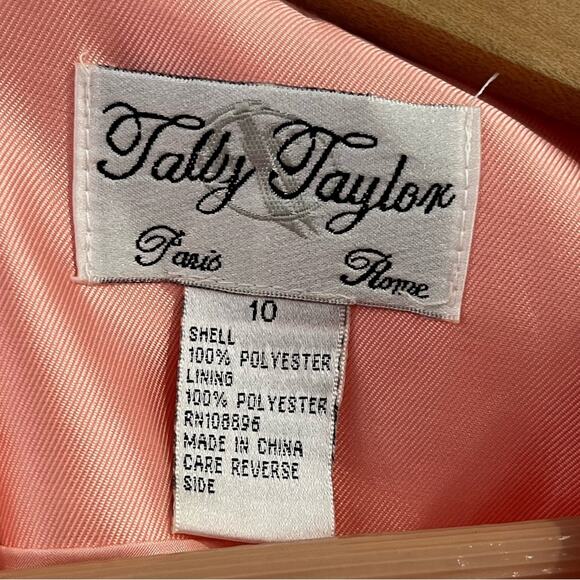 Tally Taylor
Paris Rome
10
SHELL
100% POLYESTER
LINING
100% POLYESTER
RN108896
MADE IN CHINA
CARE REVERSE
SIDE